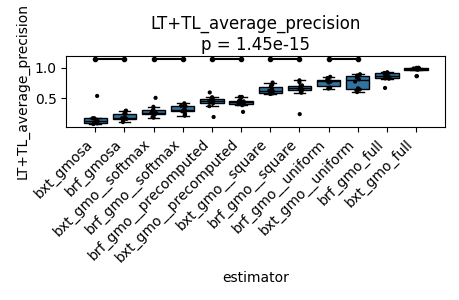 LT+TL_average_precision
p = 1.45e-15
LT+TL_average_precision
1.0
0.5
bxt_gmosa
brf_gmosa
bxt_gmo__softmax
brf_gmo__softmax
brf_gmo__precomputed
bxt_gmo__precomputed
bxt_gmo__square
brf_gmo__square
brf_gmo__uniform
bxt_gmo__uniform
brf_gmo_full
bxt_gmo_full
estimator